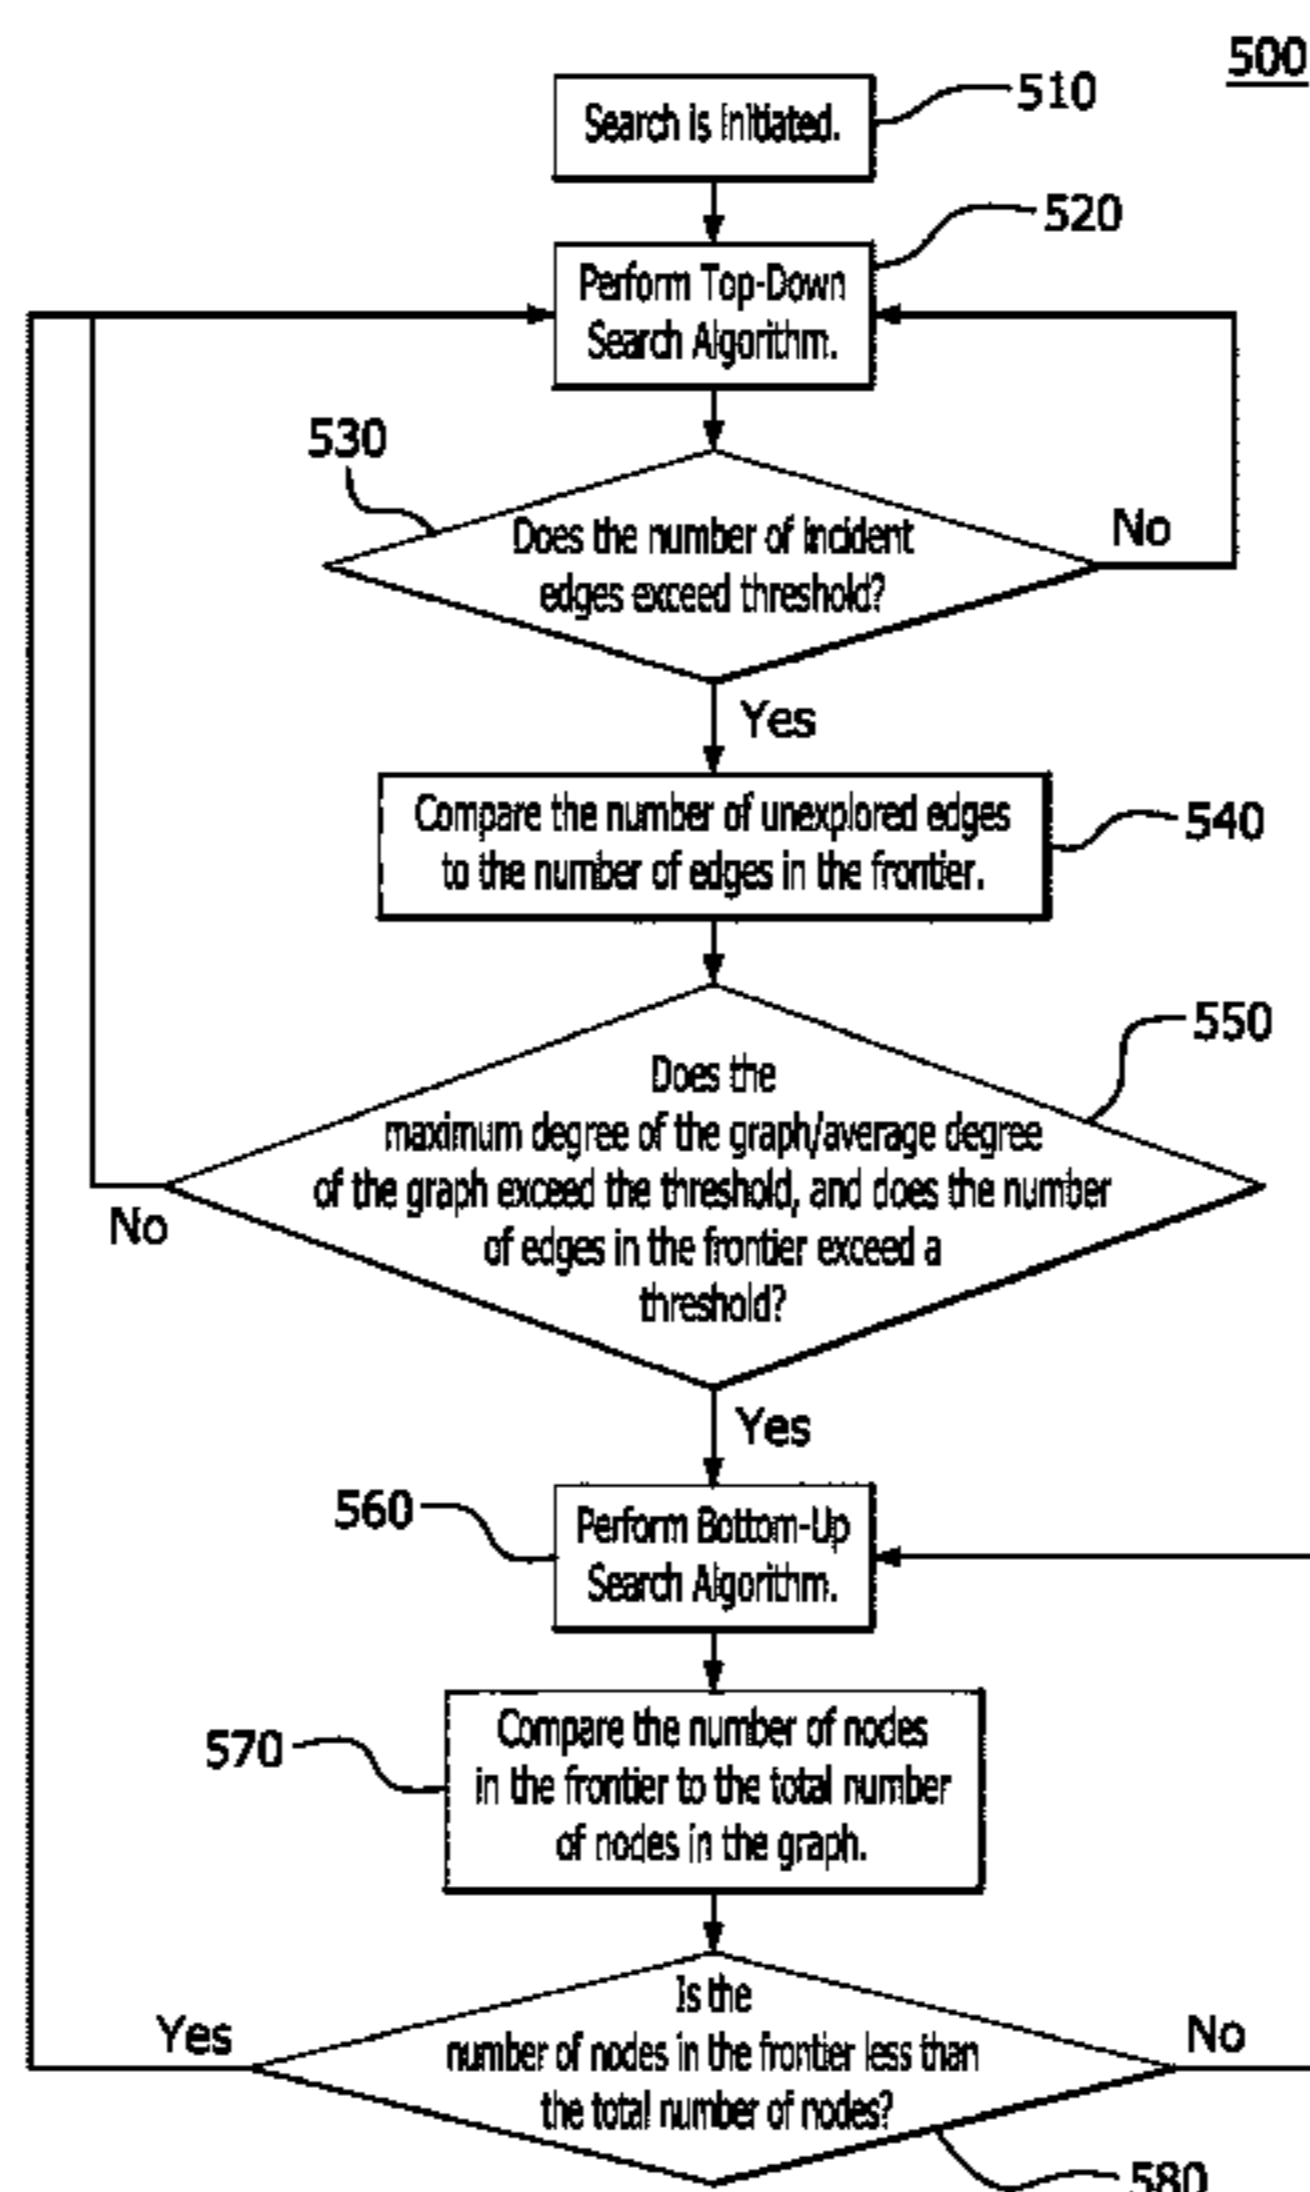 500
Search is Initiated.
510
520
Perform Top-Down
Search Algorithm.
530
Does the number of incident
edges exceed threshold?
No
Yes
Compare the number of unexplored edges
to the number of edges in the frontier.
540
550
Does the
maximum degree of the graph/average degree
of the graph exceed the threshold, and does the number
of edges in the frontier exceed a
threshold?
No
Yes
560
Perform Bottom-Up
Search Algorithm.
570
Compare the number of nodes
in the frontier to the total number
of nodes in the graph.
Is the
number of nodes in the frontier less than
the total number of nodes?
Yes
No
580